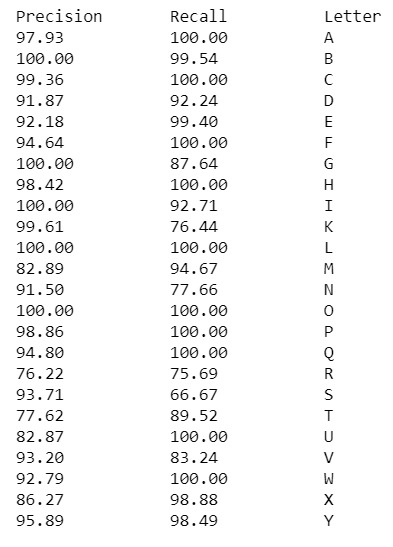 Precision Recall Letter
97.93 100.00 A
100.00 99.54 B
99.36 100.00 C
91.87 92.24 D
92.18 99.40 E
94.64 100.00 F
100.00 87.64 G
98.42 100.00 H
100.00 92.71 I
99.61 76.44 K
100.00 100.00 L
82.89 94.67 M
91.50 77.66 N
100.00 100.00 O
98.86 100.00 P
94.80 100.00 Q
76.22 75.69 R
93.71 66.67 S
77.62 89.52 T
82.87 100.00 U
93.20 83.24 V
92.79 100.00 W
86.27 98.88 X
95.89 98.49 Y